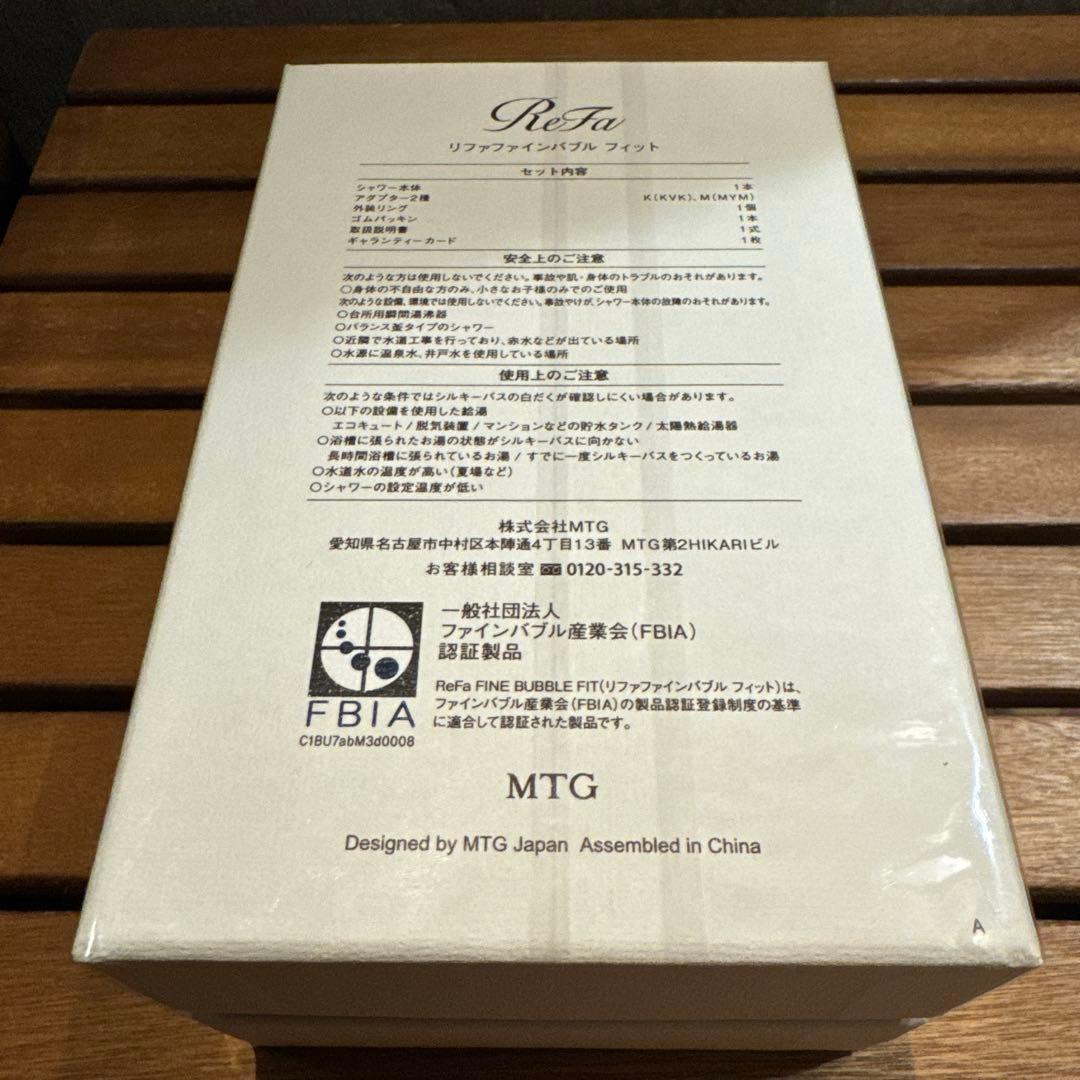 ReFa
リファファインバブル フィット
セット内容
シャワー本体 1本
アダプター2種 K(KVK)、M(MYM)
外装リング 1個
ゴムパッキン 1本
取扱説明書 1式
ギャランティーカード 1枚
安全上のご注意
次のような方は使用しないでください。事故や肌・身体のトラブルのおそれがあります。
○身体の不自由な方のみ、小さなお子様のみでのご使用
次のような設備、環境では使用しないでください。事故やけが、シャワー本体の故障のおそれがあります。
○台所用瞬間湯沸器
○バランス釜タイプのシャワー
○近隣で水道工事を行っており、赤水などが出ている場所
○水源に温泉水、井戸水を使用している場所
使用上のご注意
次のような条件ではシルキーバスの白だくが確認しにくい場合があります。
○以下の設備を使用した給湯
エコキュート / 脱気装置 / マンションなどの貯水タンク / 太陽熱給湯器
○浴槽に張られたお湯の状態がシルキーバスに向かない
長時間浴槽に張られているお湯 / すでに一度シルキーバスをつくっているお湯
○水道水の温度が高い(夏場など)
○シャワーの設定温度が低い
株式会社MTG
愛知県名古屋市中村区本陣通4丁目13番 MTG第2HIKARIビル
お客様相談室 0120-315-332
一般社団法人
ファインバブル産業会(FBIA)
認証製品
ReFa FINE BUBBLE FIT(リファファインバブル フィット)は、
ファインバブル産業会(FBIA)の製品認証登録制度の基準
に適合して認証された製品です。
FBIA
C1BU7abM3d0008
MTG
Designed by MTG Japan Assembled in China
A